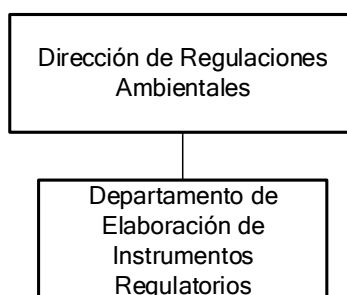 Dirección de Regulaciones
Ambientales
Departamento de
Elaboración de
Instrumentos
Regulatorios